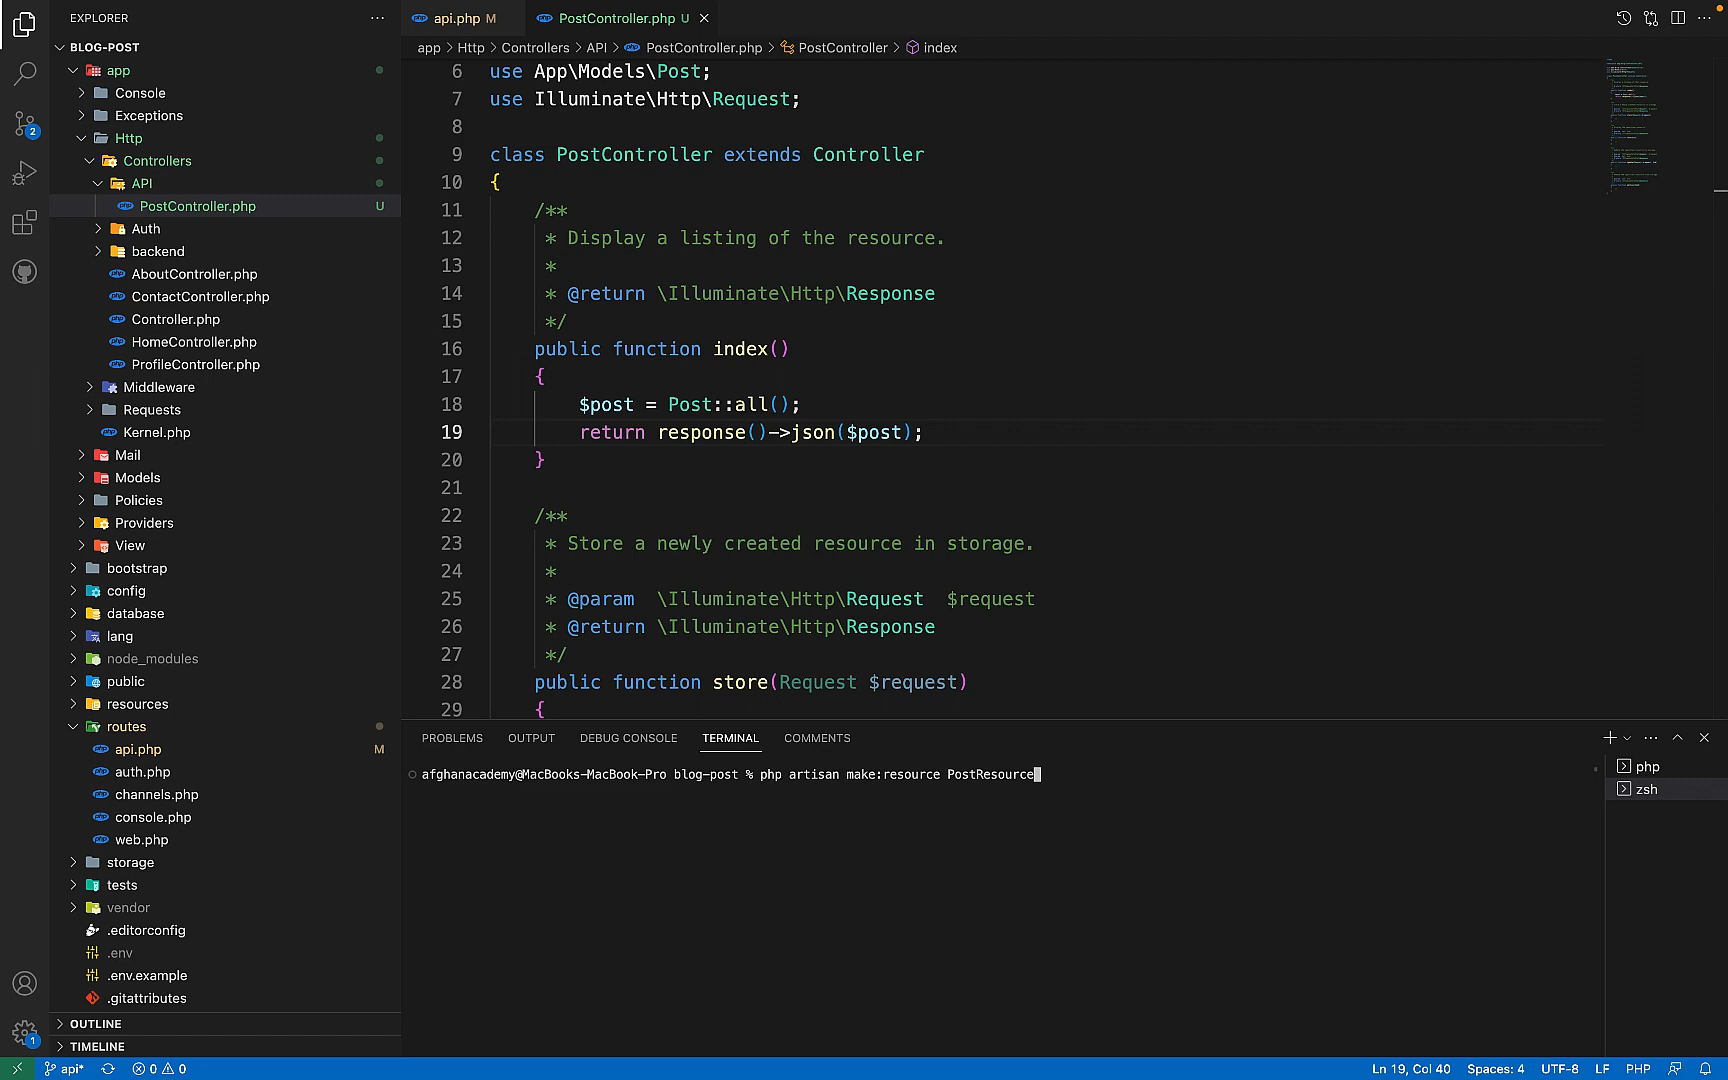 EXPLORER
BLOG-POST
app
Console
Exceptions
Http
Controllers
API
PostController.php U
Auth
backend
AboutController.php
ContactController.php
Controller.php
HomeController.php
ProfileController.php
Middleware
Requests
Kernel.php
Mail
Models
Policies
Providers
View
bootstrap
config
database
lang
node_modules
public
resources
routes
api.php M
auth.php
channels.php
console.php
web.php
storage
tests
vendor
.editorconfig
.env
.env.example
.gitattributes
OUTLINE
TIMELINE
2
1
api.php M
PostController.php U
app > Http > Controllers > API > PostController.php > PostController > index
6 use App\Models\Post;
7 use Illuminate\Http\Request;
8
9 class PostController extends Controller
10 {
11 /**
12 * Display a listing of the resource.
13 *
14 * @return \Illuminate\Http\Response
15 */
16 public function index()
17 {
18 $post = Post::all();
19 return response()->json($post);
20 }
21
22 /**
23 * Store a newly created resource in storage.
24 *
25 * @param  \Illuminate\Http\Request  $request
26 * @return \Illuminate\Http\Response
27 */
28 public function store(Request $request)
29 {
PROBLEMS OUTPUT DEBUG CONSOLE TERMINAL COMMENTS
afghanacademy@MacBooks-MacBook-Pro blog-post % php artisan make:resource PostResource
php
zsh
api* 0 0 Ln 19, Col 40 Spaces: 4 UTF-8 LF PHP